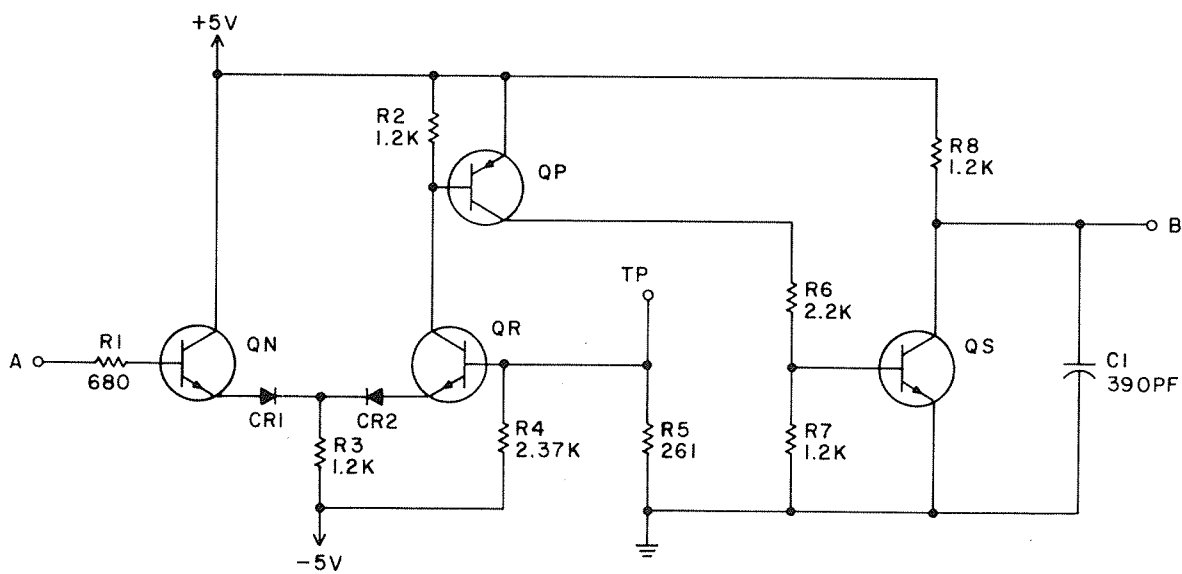 +5V
R2
1.2K
QP
R8
1.2K
B
TP
R6
2.2K
A
R1
680
QN
QR
QS
C1
390PF
CR1
CR2
R3
1.2K
R4
2.37K
R5
261
R7
1.2K
-5V